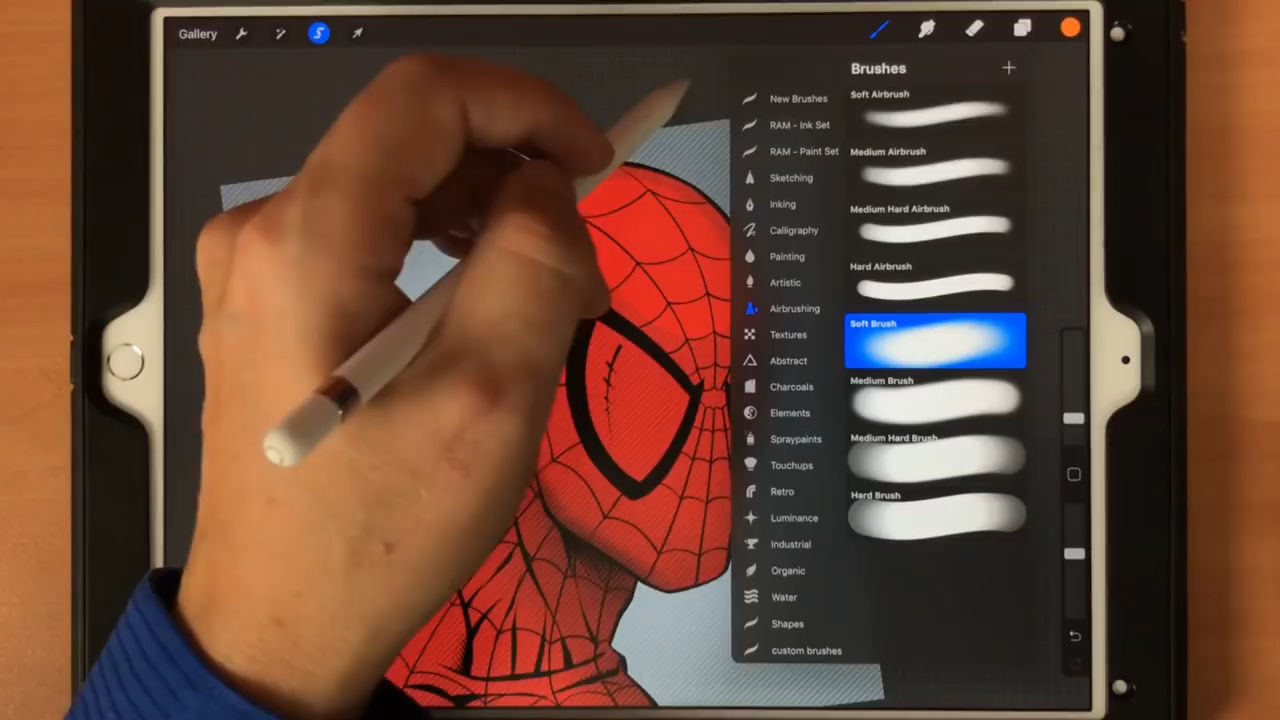 Gallery
Brushes
New Brushes
RAM - Ink Set
RAM - Paint Set
Sketching
Inking
Calligraphy
Painting
Artistic
Airbrushing
Textures
Abstract
Charcoals
Elements
Spraypaints
Touchups
Retro
Luminance
Industrial
Organic
Water
Shapes
custom brushes
Soft Airbrush
Medium Airbrush
Medium Hard Airbrush
Hard Airbrush
Soft Brush
Medium Brush
Medium Hard Brush
Hard Brush